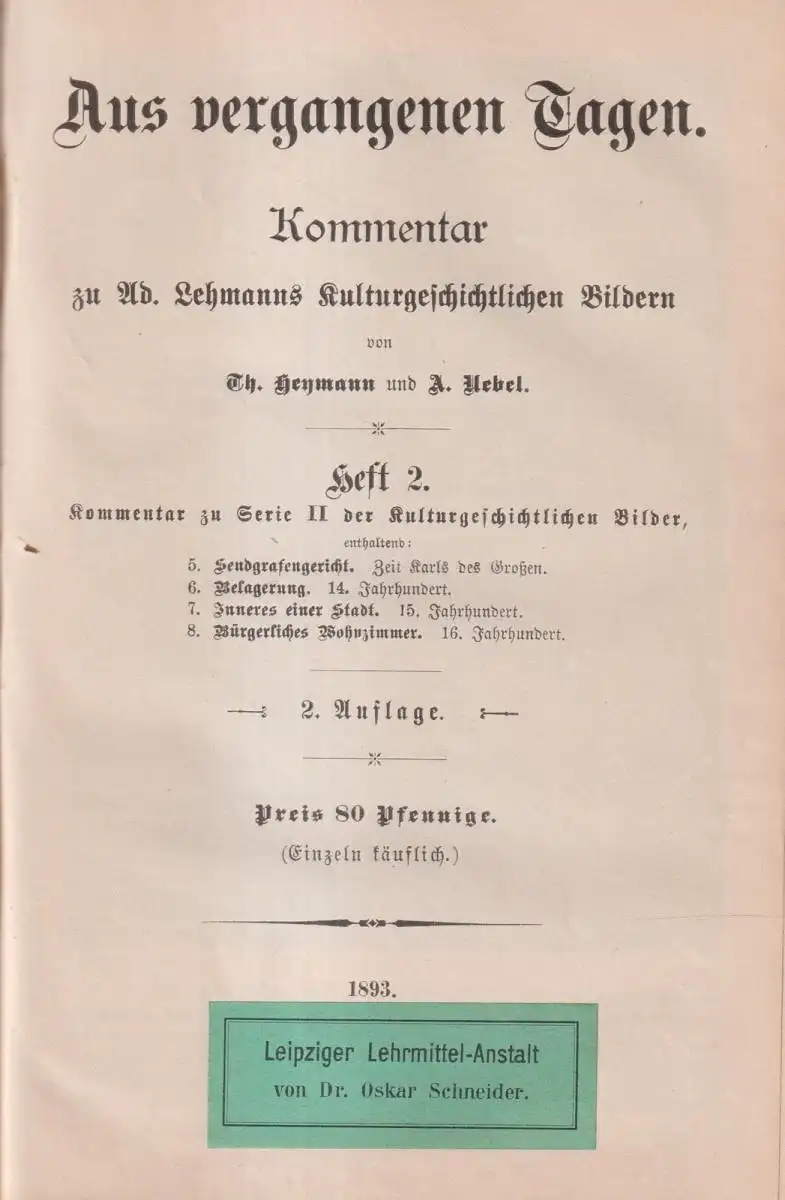 Aus vergangenen Tagen.
Kommentar
zu Ad. Lehmanns Kulturgeschichtlichen Bildern
von
Th. Heymann und A. Uebel.
Heft 2.
Kommentar zu Serie II der Kulturgeschichtlichen Bilder,
enthaltend:
5. Sendgrafengericht. Zeit Karls des Großen.
6. Belagerung. 14. Jahrhundert.
7. Inneres einer Stadt. 15. Jahrhundert.
8. Bürgerliches Wohnzimmer. 16. Jahrhundert.
2. Auflage.
Preis 80 Pfennige.
(Einzeln käuflich.)
1893.
Leipziger Lehrmittel-Anstalt
von Dr. Oskar Schneider.